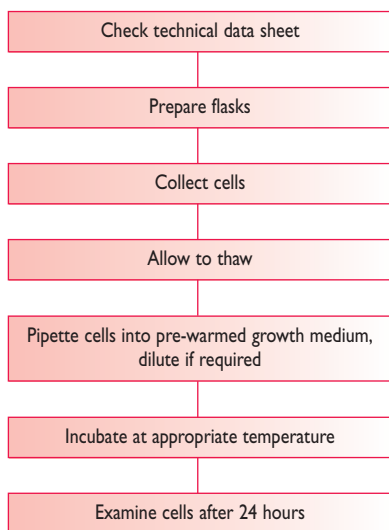 Check technical data sheet
Prepare flasks
Collect cells
Allow to thaw
Pipette cells into pre-warmed growth medium,
dilute if required
Incubate at appropriate temperature
Examine cells after 24 hours